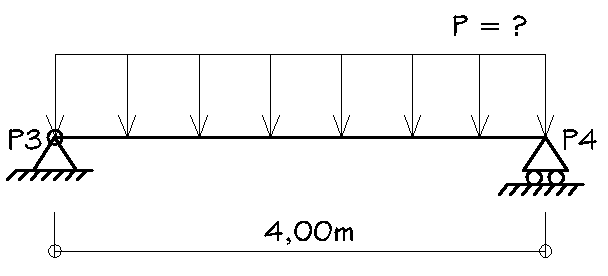 P = ?
P3
P4
4,00m